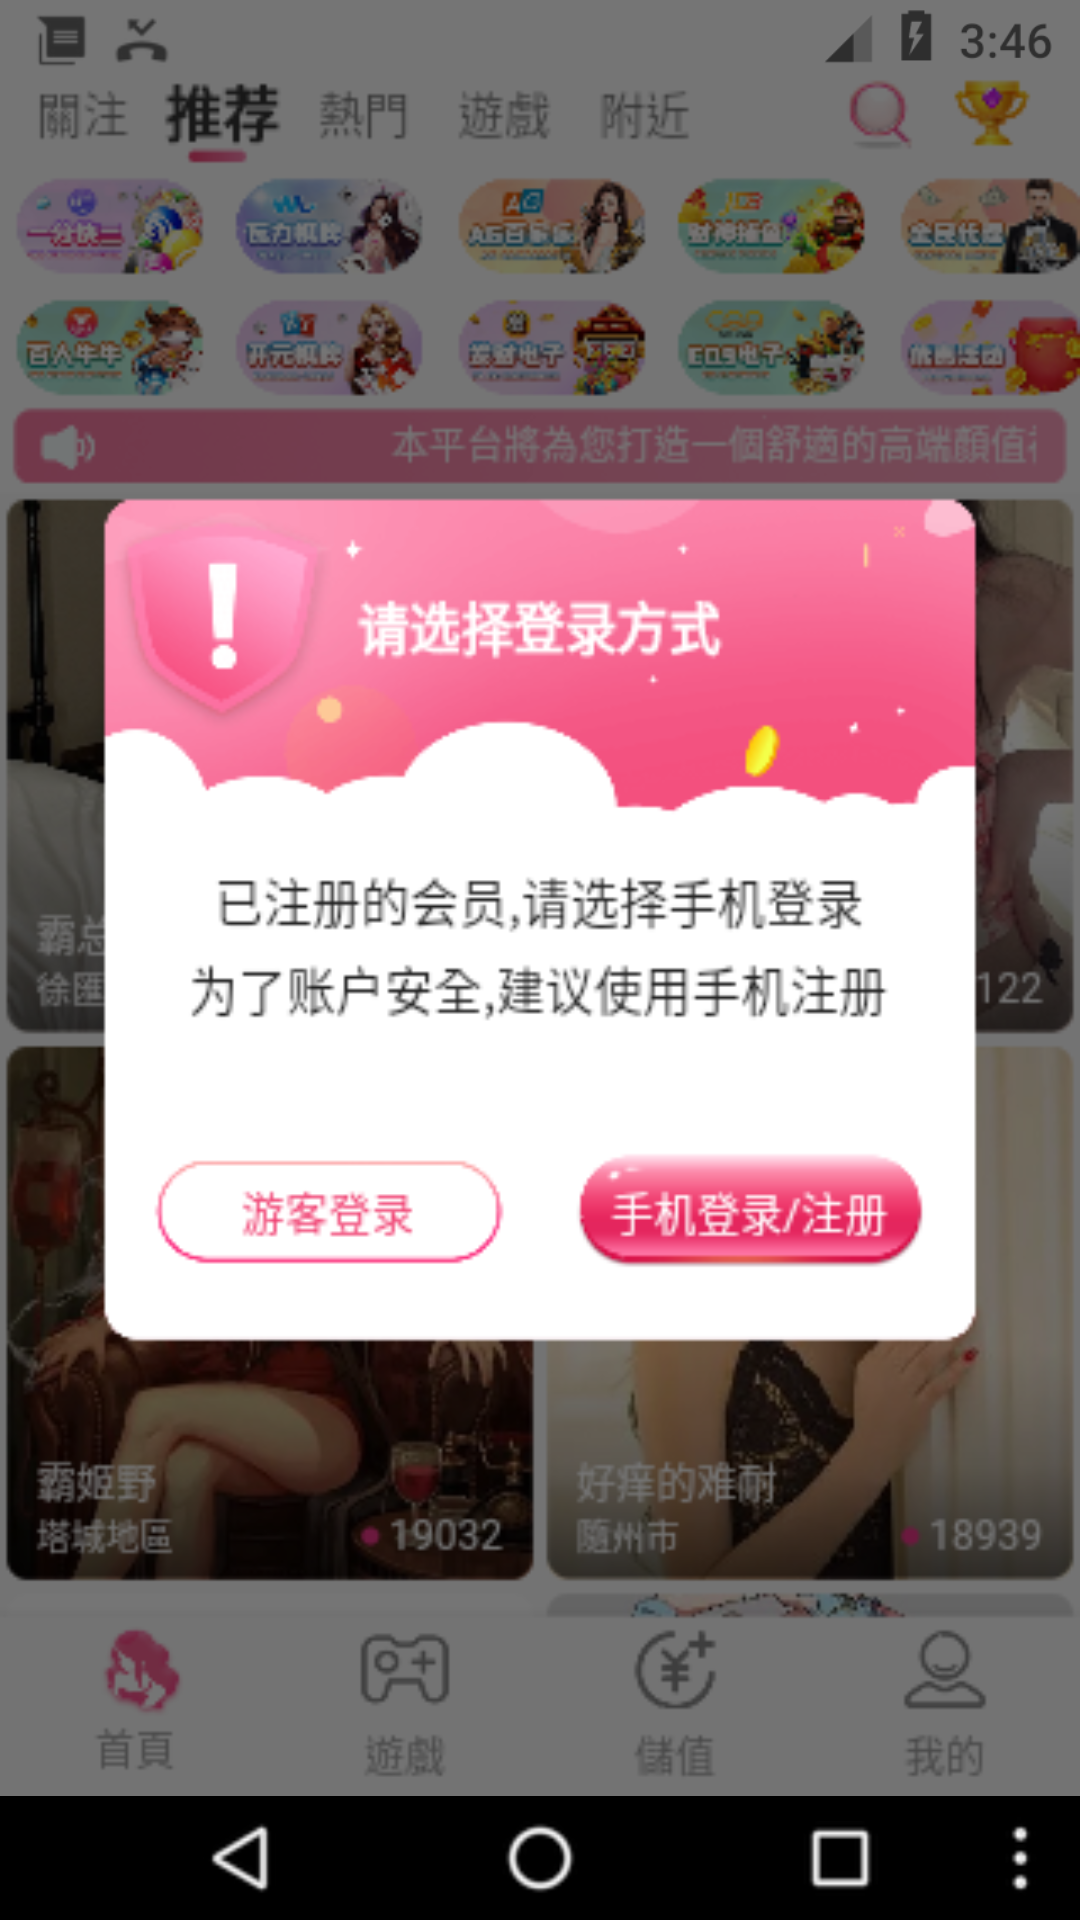 3:46
關注 推荐 熱門 遊戲 附近
一分快三 瓦力棋牌 AG百家乐 财神捕鱼 全民代理
百人牛牛 开元棋牌 发财电子 CQ9电子 优惠活动
本平台將為您打造一個舒適的高端顏值
请选择登录方式
已注册的会员,请选择手机登录
为了账户安全,建议使用手机注册
游客登录 手机登录/注册
霸总
徐匯 122
霸姬野
塔城地區 19032
好痒的难耐
隨州市 18939
首頁 遊戲 儲值 我的